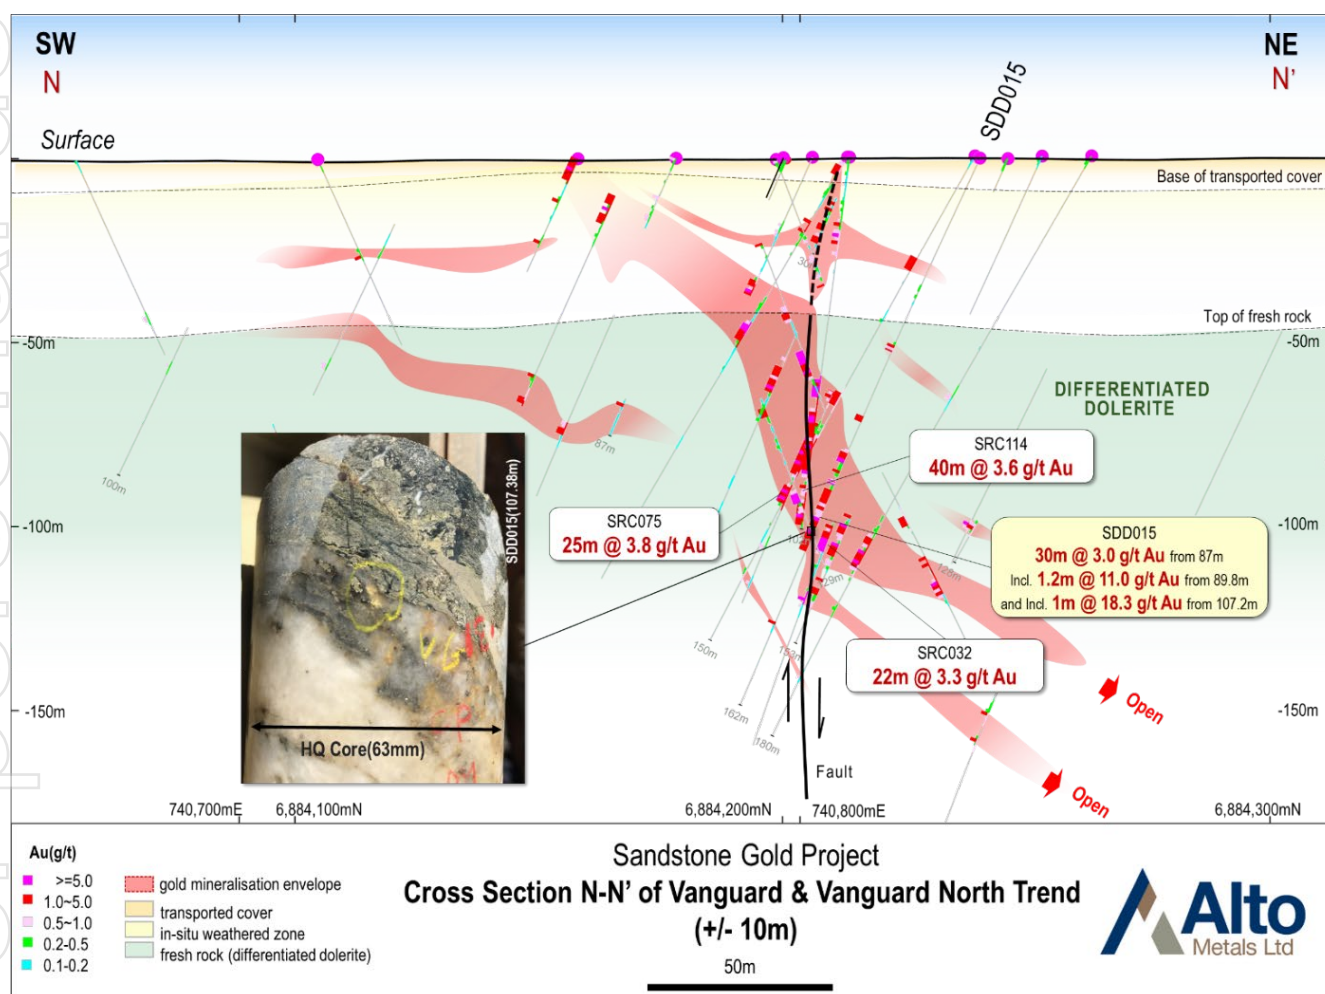 SW
N
NE
N'
SDD015
Surface
Base of transported cover
Top of fresh rock
-50m
-50m
DIFFERENTIATED
DOLERITE
87m
100m
SRC114
40m @ 3.6 g/t Au
-100m
-100m
SRC075
25m @ 3.8 g/t Au
SDD015
30m @ 3.0 g/t Au from 87m
Incl. 1.2m @ 11.0 g/t Au from 89.8m
and Incl. 1m @ 18.3 g/t Au from 107.2m
128m
SDD015(107.38m)
VG
HQ Core(63mm)
150m
153m
SRC032
22m @ 3.3 g/t Au
162m
180m
-150m
-150m
Open
Open
Fault
740,700mE
6,884,100mN
6,884,200mN
740,800mE
6,884,300mN
Au(g/t)
>=5.0
1.0~5.0
0.5~1.0
0.2-0.5
0.1-0.2
gold mineralisation envelope
transported cover
in-situ weathered zone
fresh rock (differentiated dolerite)
Sandstone Gold Project
Cross Section N-N' of Vanguard & Vanguard North Trend
(+/- 10m)
50m
Alto
Metals Ltd